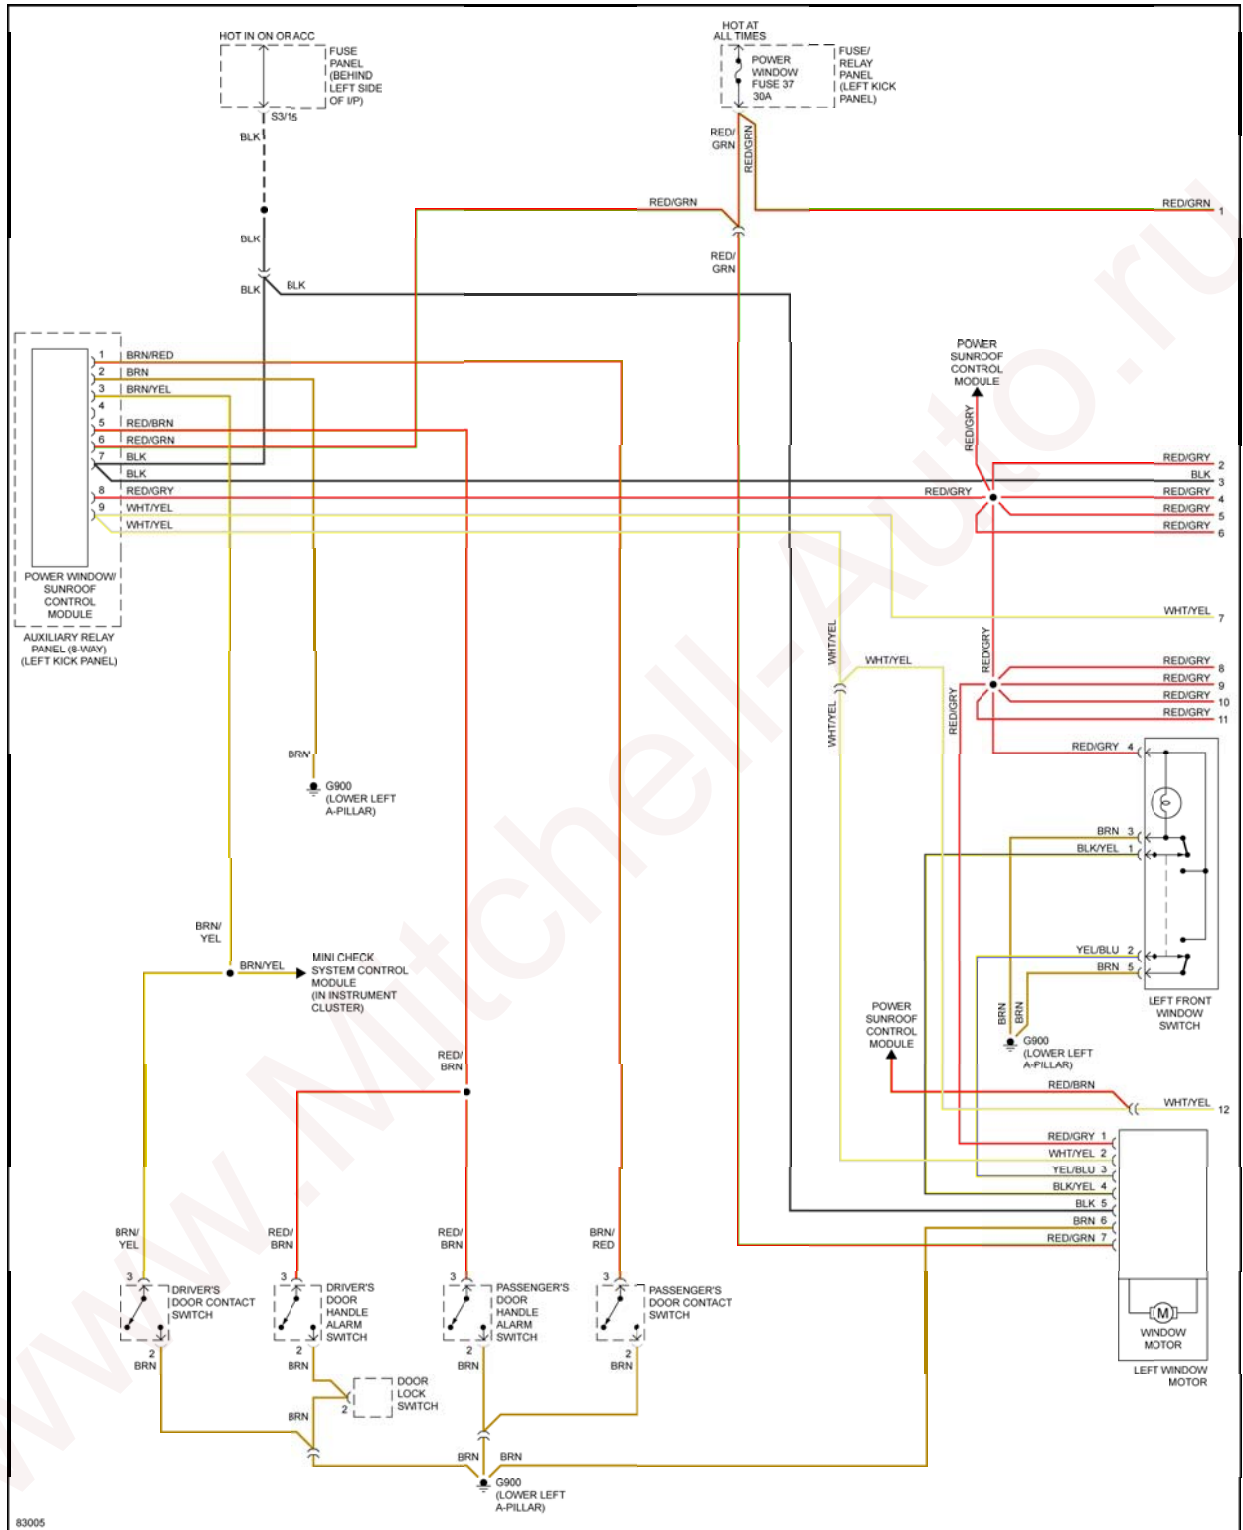 HOT IN ON OR ACC
FUSE
PANEL
(BEHIND
LEFT SIDE
OF I/P)
S3/15
BLK
BLK
BLK
BLK
HOT AT
ALL TIMES
POWER
WINDOW
FUSE 37
30A
FUSE/
RELAY
PANEL
(LEFT KICK
PANEL)
RED/
GRN
RED/GRN
RED/GRN
RED/GRN 1
RED/
GRN
1 BRN/RED
2 BRN
3 BRN/YEL
4
5 RED/BRN
6 RED/GRN
7 BLK
BLK
8 RED/GRY
9 WHT/YEL
WHT/YEL
POWER WINDOW/
SUNROOF
CONTROL
MODULE
AUXILIARY RELAY
PANEL (8-WAY)
(LEFT KICK PANEL)
POWER
SUNROOF
CONTROL
MODULE
RED/GRY
RED/GRY
RED/GRY 2
BLK 3
RED/GRY 4
RED/GRY 5
RED/GRY 6
WHT/YEL 7
WHT/YEL
WHT/YEL
WHT/YEL
RED/GRY
RED/GRY
RED/GRY 8
RED/GRY 9
RED/GRY 10
RED/GRY 11
RED/GRY 4
BRN 3
BLK/YEL 1
YEL/BLU 2
BRN 5
LEFT FRONT
WINDOW
SWITCH
BRN
BRN
G900
(LOWER LEFT
A-PILLAR)
BRN
G900
(LOWER LEFT
A-PILLAR)
BRN/
YEL
BRN/YEL
MINI CHECK
SYSTEM CONTROL
MODULE
(IN INSTRUMENT
CLUSTER)
POWER
SUNROOF
CONTROL
MODULE
RED/BRN
WHT/YEL 12
RED/
BRN
RED/GRY 1
WHT/YEL 2
YEL/BLU 3
BLK/YEL 4
BLK 5
BRN 6
RED/GRN 7
M
WINDOW
MOTOR
LEFT WINDOW
MOTOR
BRN/
YEL
RED/
BRN
RED/
BRN
BRN/
RED
3
DRIVER'S
DOOR CONTACT
SWITCH
2
BRN
3
DRIVER'S
DOOR
HANDLE
ALARM
SWITCH
2
BRN
3
PASSENGER'S
DOOR
HANDLE
ALARM
SWITCH
2
BRN
3
PASSENGER'S
DOOR CONTACT
SWITCH
2
BRN
DOOR
LOCK
SWITCH
2
BRN
BRN
BRN
G900
(LOWER LEFT
A-PILLAR)
83005
www.Mitchell-Auto.ru